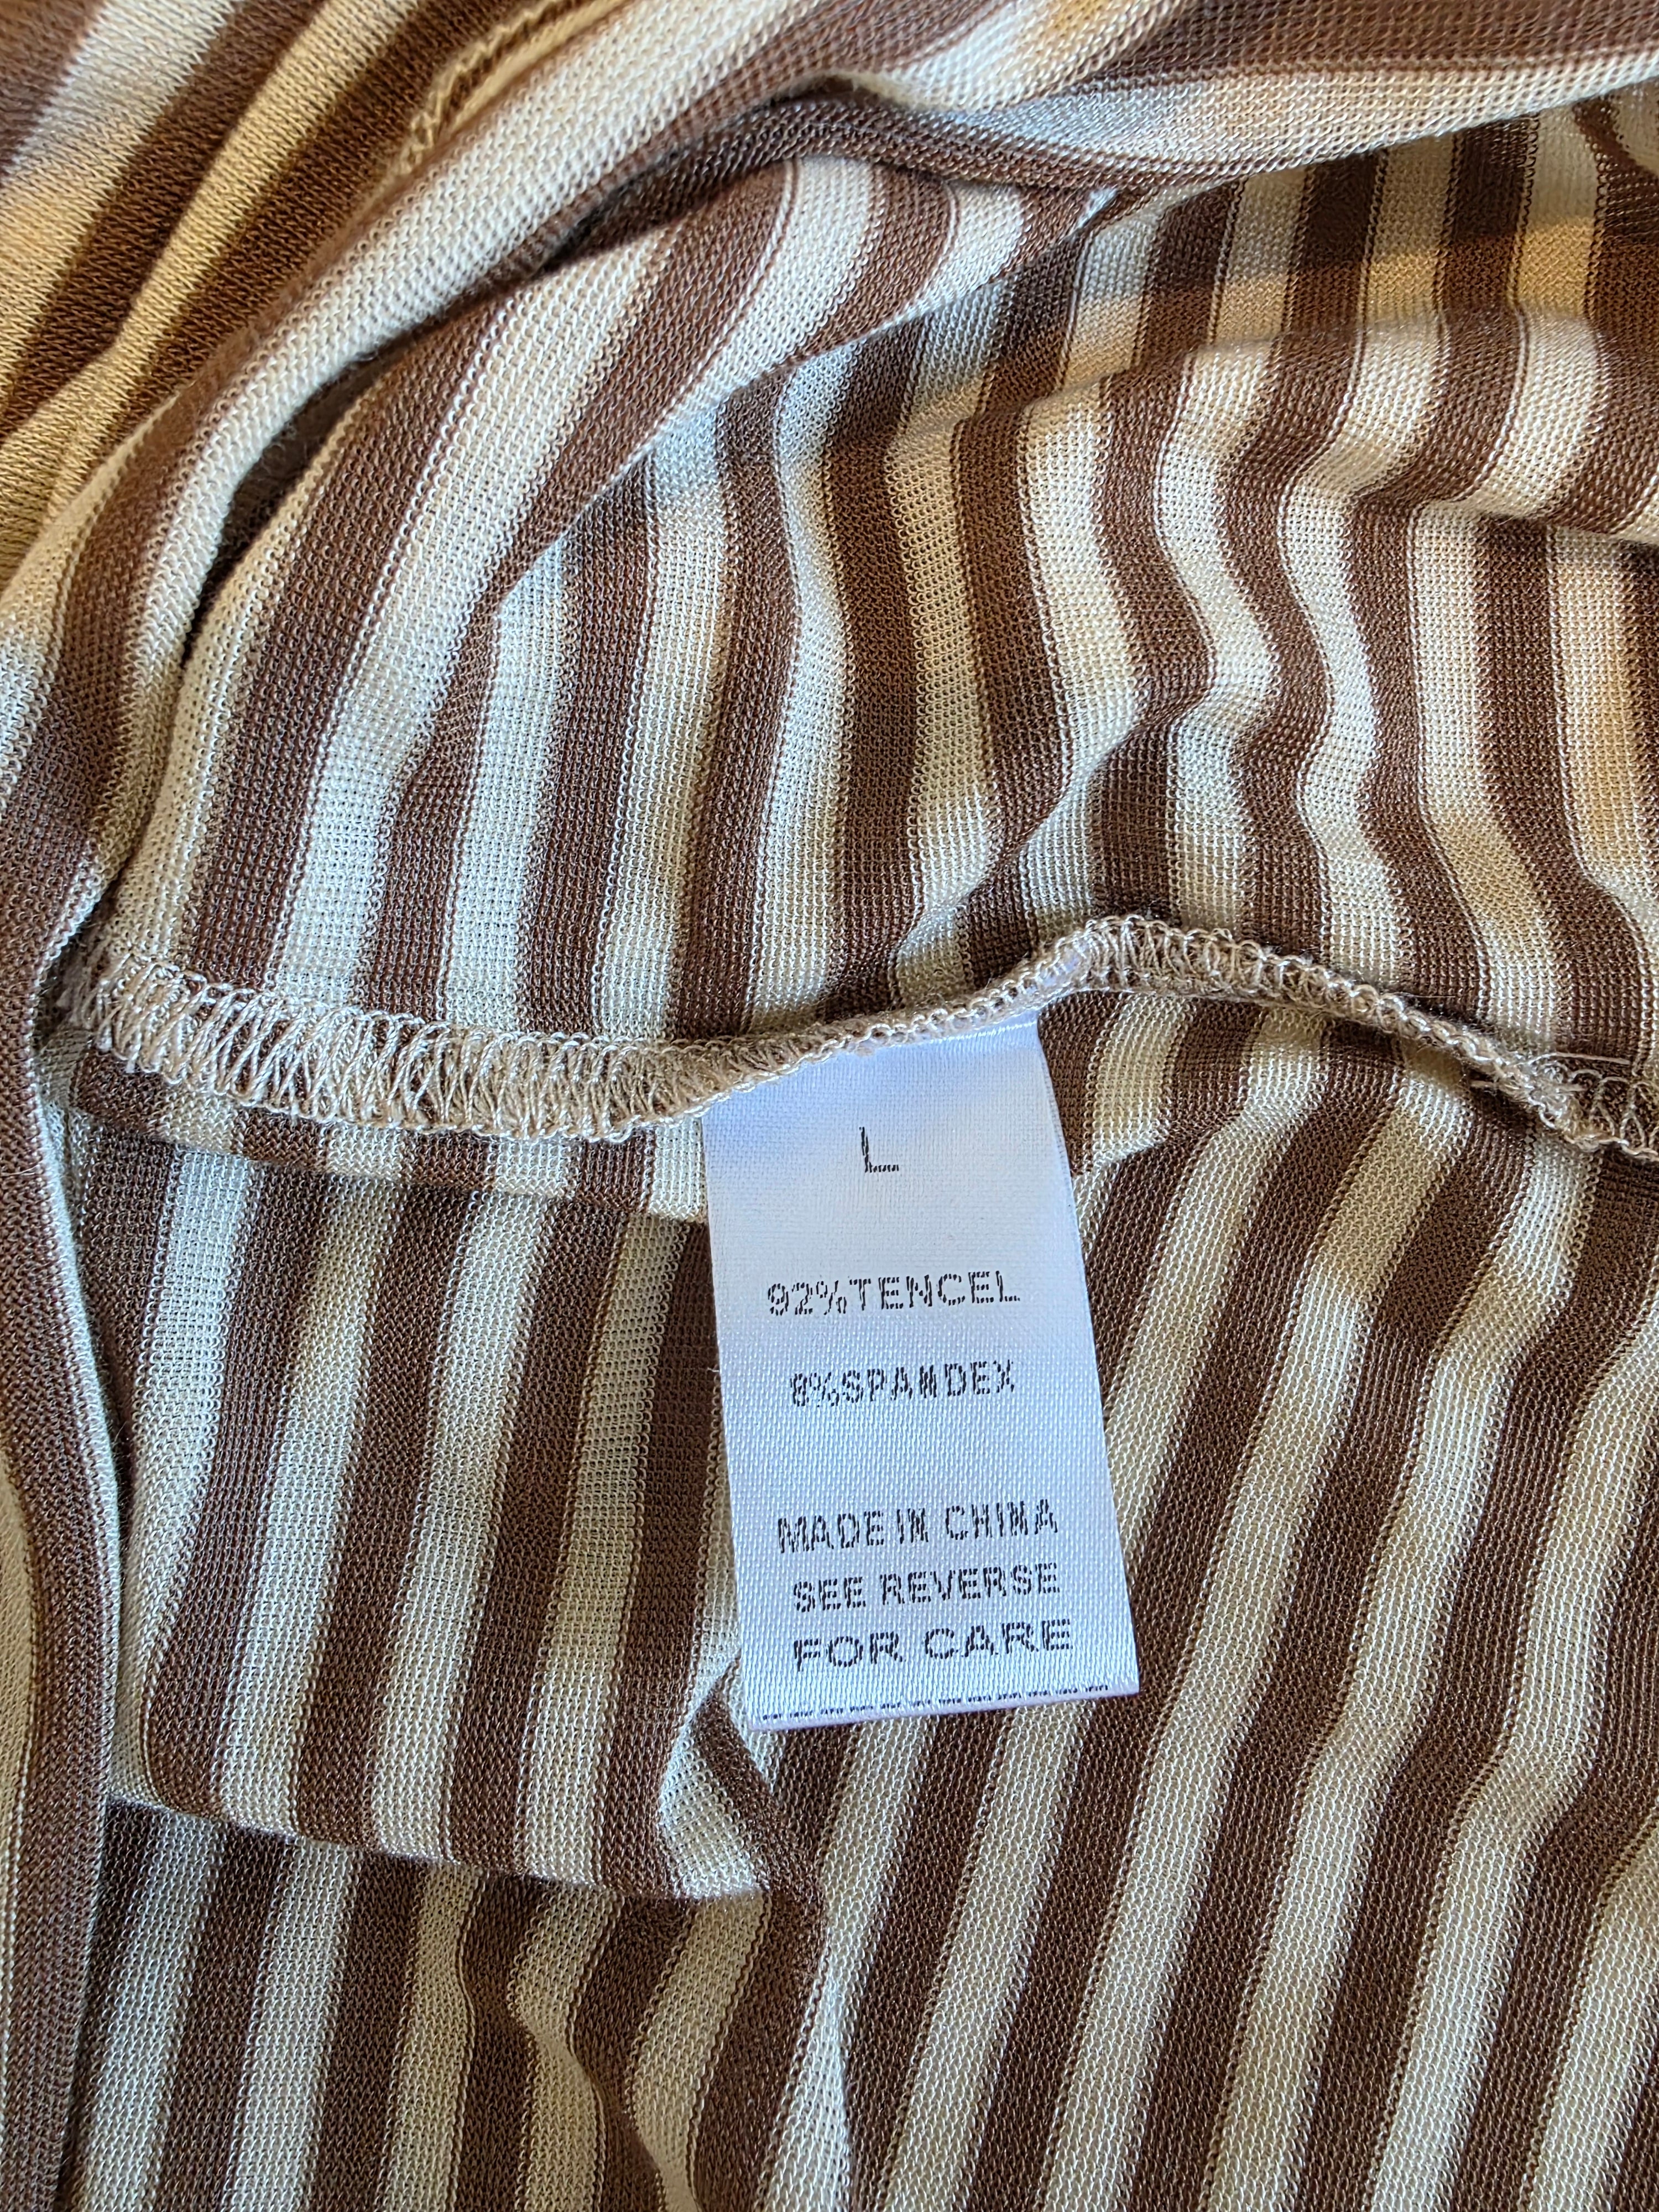 L
92%TENCEL
8%SPANDEX
MADE IN CHINA
SEE REVERSE
FOR CARE